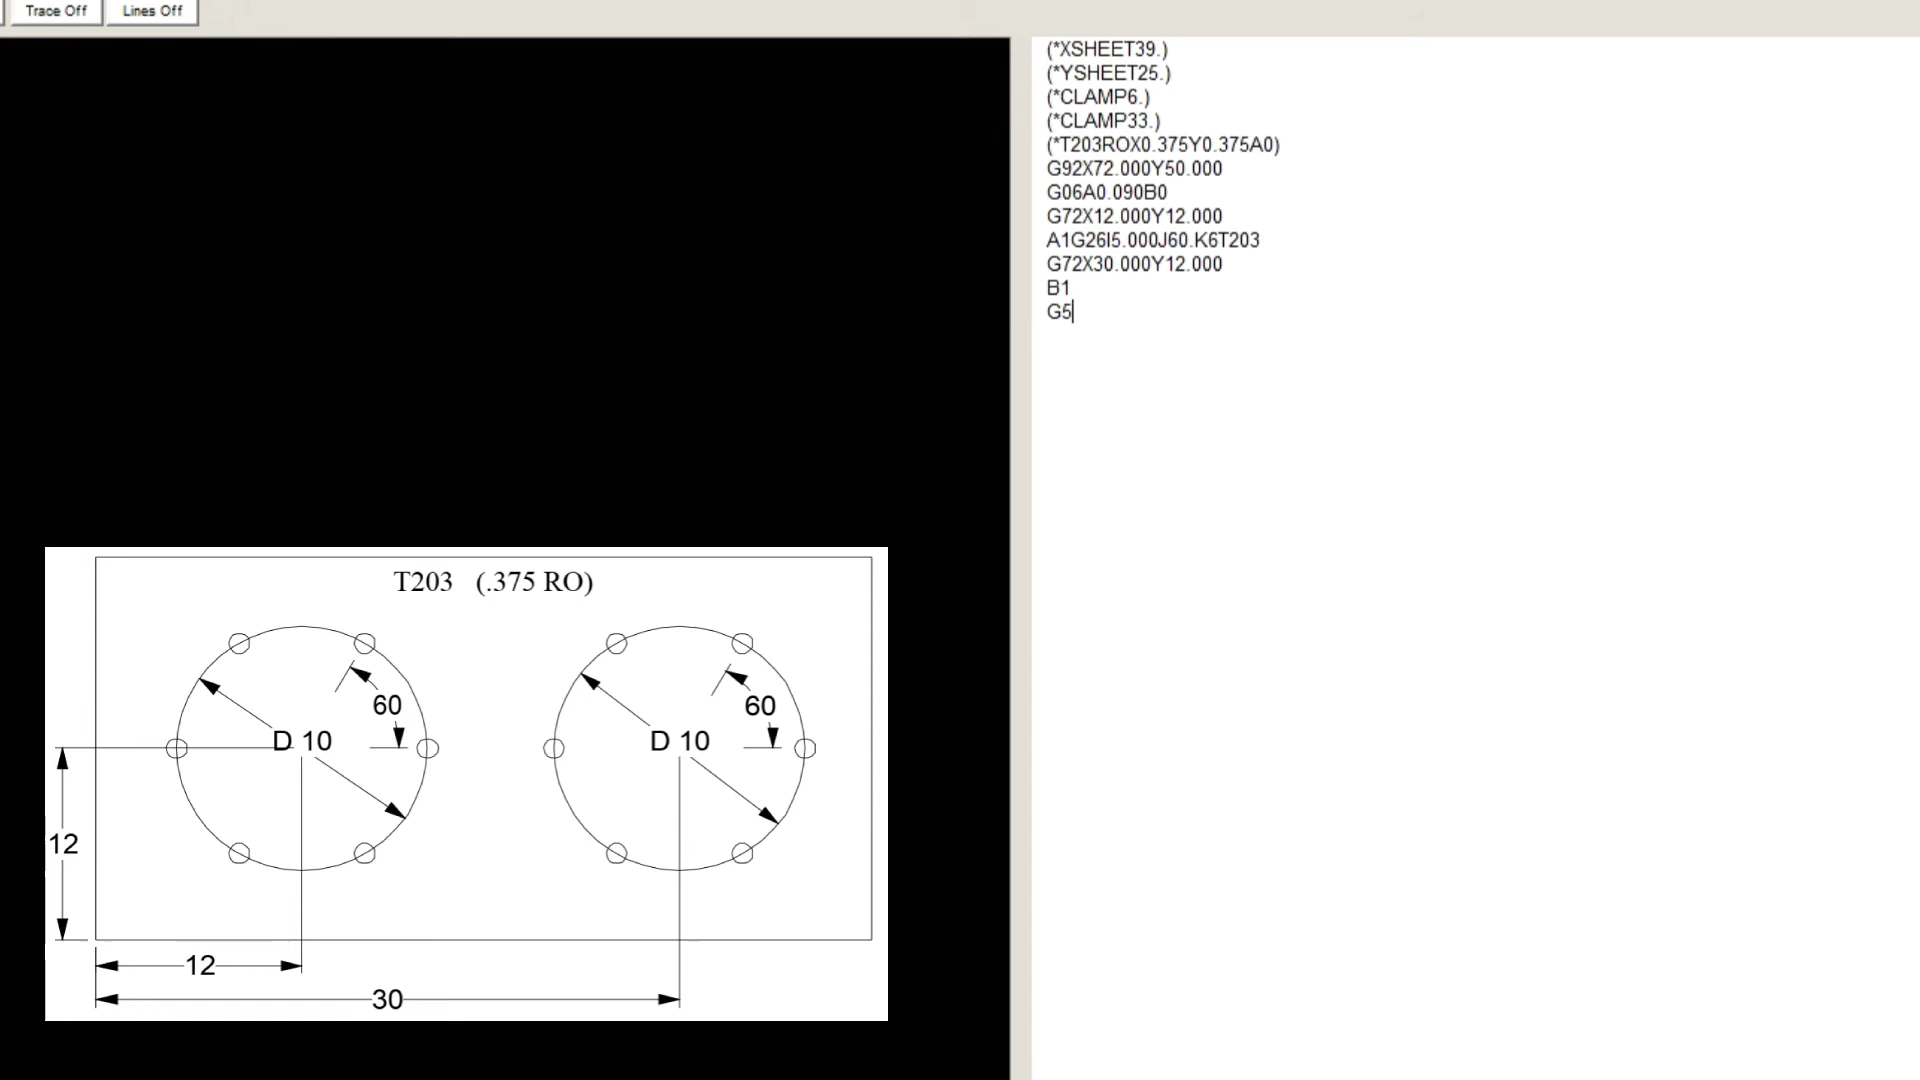 Trace Off
Lines Off
(*XSHEET39.)
(*YSHEET25.)
(*CLAMP6.)
(*CLAMP33.)
(*T203ROX0.375Y0.375A0)
G92X72.000Y50.000
G06A0.090B0
G72X12.000Y12.000
A1G26I5.000J60.K6T203
G72X30.000Y12.000
B1
G5
T203 (.375 RO)
60
60
D 10
D 10
12
12
30